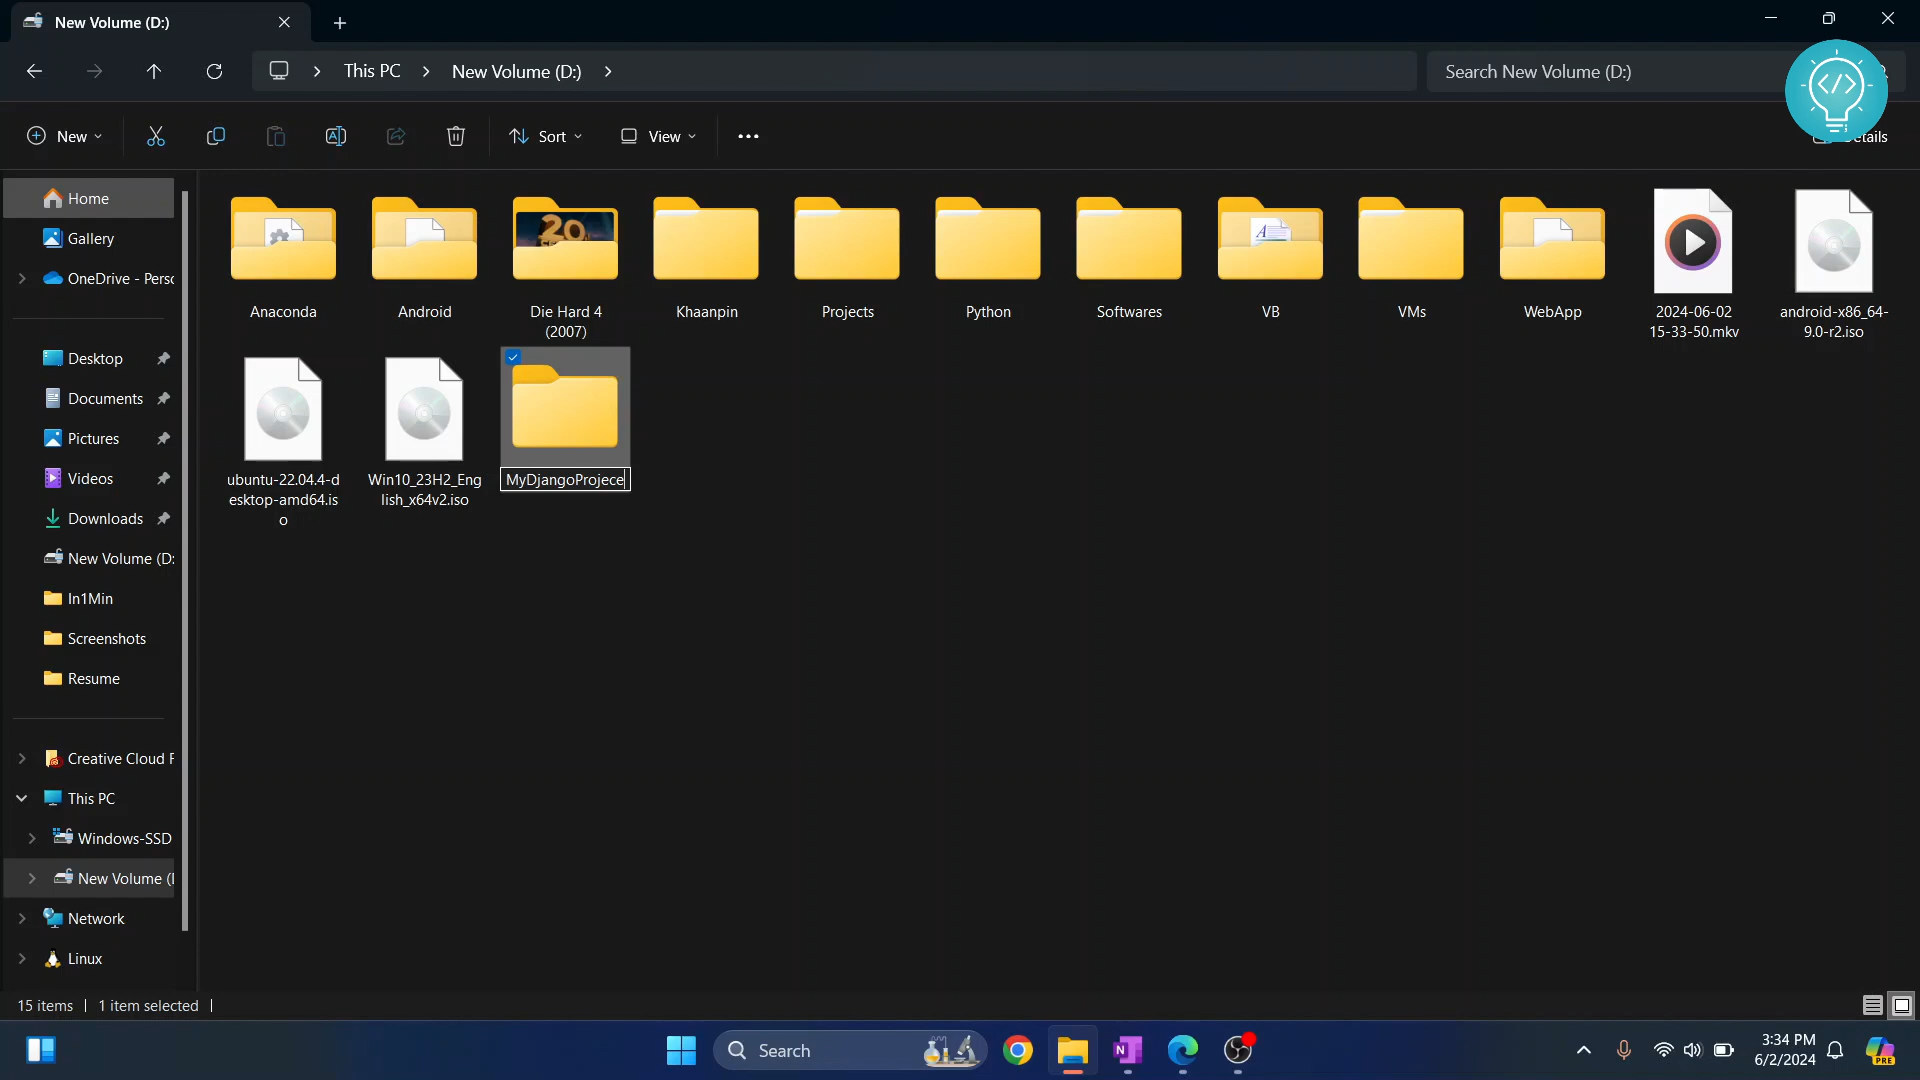 New Volume (D:)
This PC
New Volume (D:)
Search New Volume (D:)
New
Sort
View
Home
Gallery
OneDrive - Persc
Desktop
Documents
Pictures
Videos
Downloads
New Volume (D:
In1Min
Screenshots
Resume
Creative Cloud F
This PC
Windows-SSD
New Volume (D
Network
Linux
Anaconda
Android
Die Hard 4
(2007)
Khaanpin
Projects
Python
Softwares
VB
VMs
WebApp
2024-06-02
15-33-50.mkv
android-x86_64-
9.0-r2.iso
ubuntu-22.04.4-d
esktop-amd64.is
o
Win10_23H2_Eng
lish_x64v2.iso
MyDjangoProjece
15 items
1 item selected
Search
3:34 PM
6/2/2024
PRE